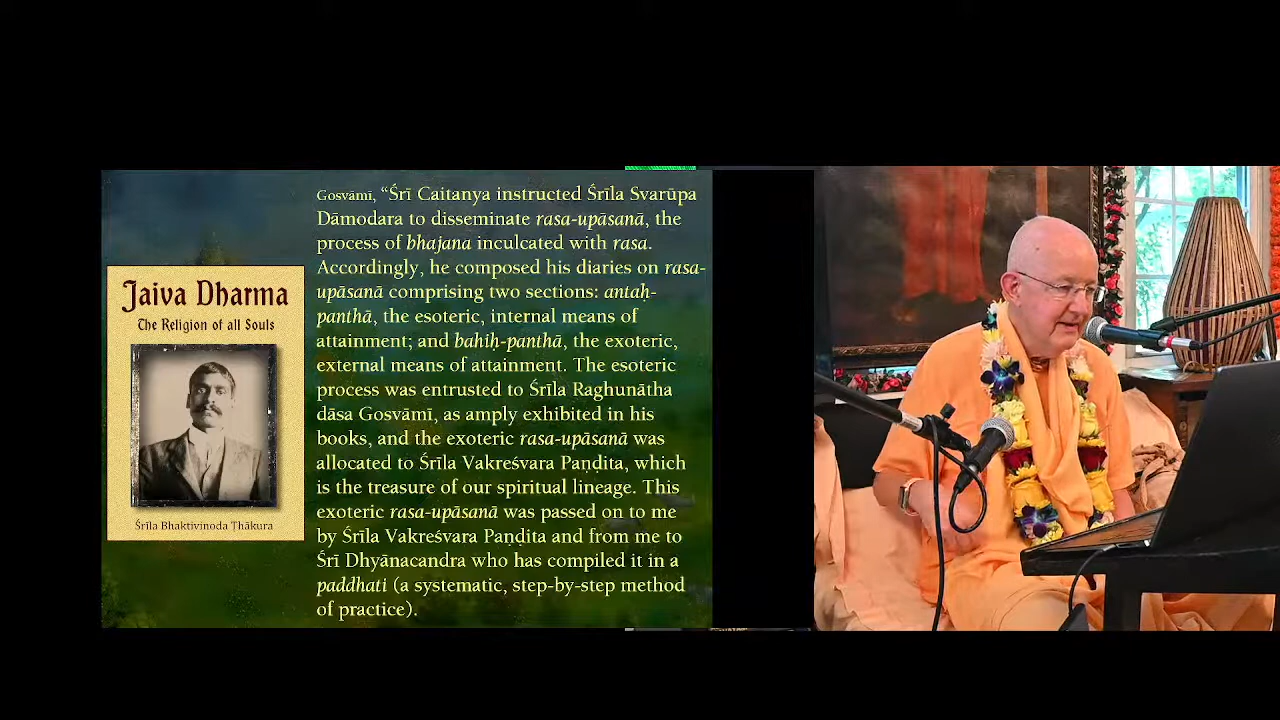 Jaiva Dharma
The Religion of all Souls
Śrīla Bhaktivinoda Ṭhākura
Gosvāmī, “Śrī Caitanya instructed Śrīla Svarūpa
Dāmodara to disseminate rasa-upāsanā, the
process of bhajana inculcated with rasa.
Accordingly, he composed his diaries on rasa-
upāsanā comprising two sections: antaḥ-
panthā, the esoteric, internal means of
attainment; and bahiḥ-panthā, the exoteric,
external means of attainment. The esoteric
process was entrusted to Śrīla Raghunātha
dāsa Gosvāmī, as amply exhibited in his
books, and the exoteric rasa-upāsanā was
allocated to Śrīla Vakreśvara Paṇḍita, which
is the treasure of our spiritual lineage. This
exoteric rasa-upāsanā was passed on to me
by Śrīla Vakreśvara Paṇḍita and from me to
Śrī Dhyānacandra who has compiled it in a
paddhati (a systematic, step-by-step method
of practice).